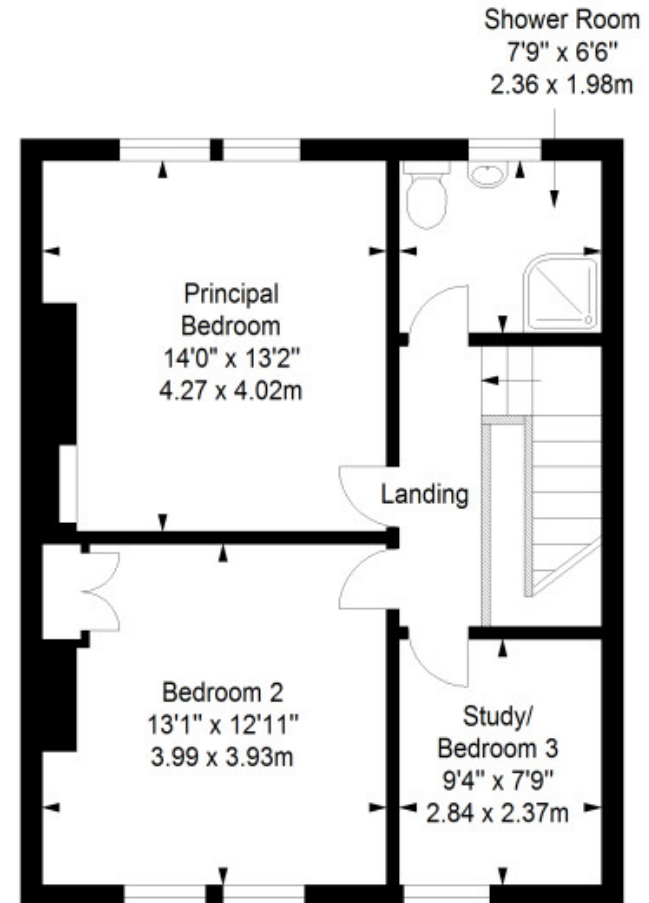 Shower Room
7'9" x 6'6"
2.36 x 1.98m
Principal
Bedroom
14'0" x 13'2"
4.27 x 4.02m
Landing
Bedroom 2
13'1" x 12'11"
3.99 x 3.93m
Study/
Bedroom 3
9'4" x 7'9"
2.84 x 2.37m